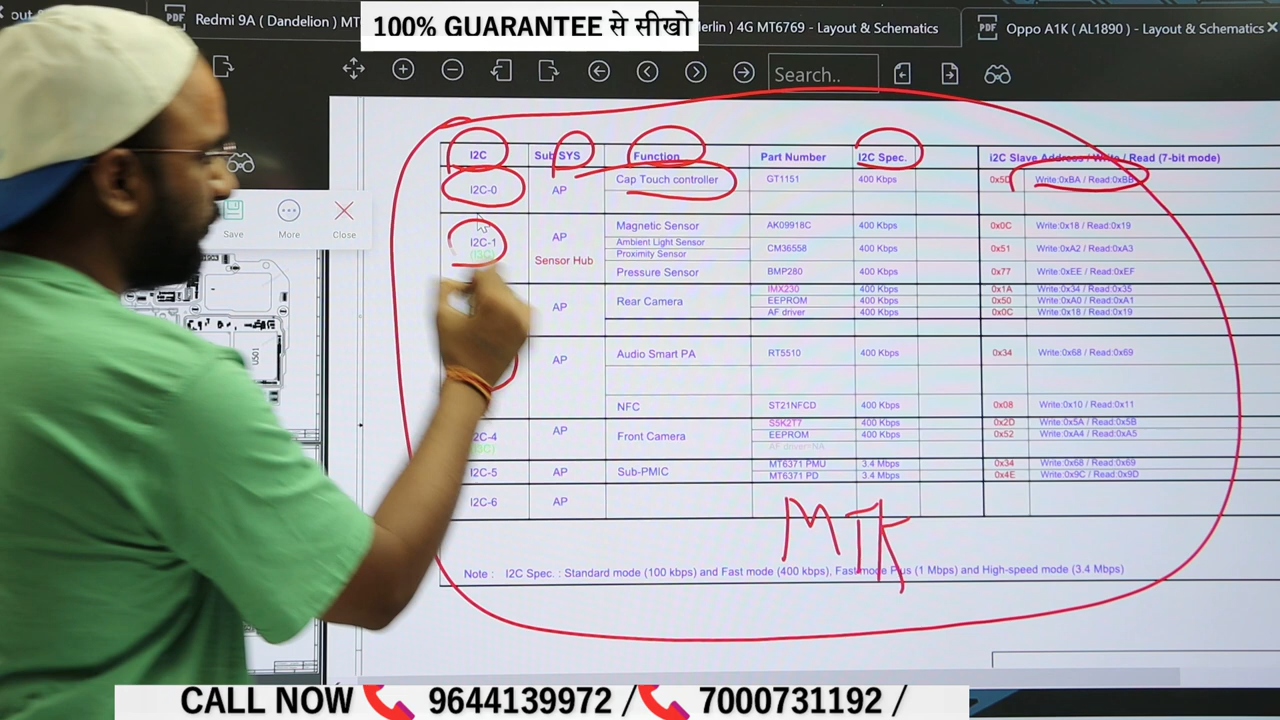 out
PDF Redmi 9A ( Dandelion ) MT
100% GUARANTEE से सीखो
erlin ) 4G MT6769 - Layout & Schematics
PDF Oppo A1K ( AL1890 ) - Layout & Schematics
Search..
Save More Close
U501
I2C Sub SYS Function Part Number I2C Spec. I2C Slave Address / Write / Read (7-bit mode)
I2C-0 AP Cap Touch controller GT1151 400 Kbps Write:0xBA / Read:0xBB
I2C-1 AP Magnetic Sensor AK09918C 400 Kbps 0x0C Write:0x18 / Read:0x19
(I3C) Sensor Hub Ambient Light Sensor CM36558 400 Kbps 0x51 Write:0xA2 / Read:0xA3
Proximity Sensor
Pressure Sensor BMP280 400 Kbps 0x77 Write:0xEE / Read:0xEF
AP Rear Camera IMX230 400 Kbps 0x1A Write:0x34 / Read:0x35
EEPROM 400 Kbps 0x50 Write:0xA0 / Read:0xA1
AF driver 400 Kbps 0x0C Write:0x18 / Read:0x19
AP Audio Smart PA RT5510 400 Kbps 0x34 Write:0x68 / Read:0x69
NFC ST21NFCD 400 Kbps 0x08 Write:0x10 / Read:0x11
I2C-4 AP Front Camera S5K2T7 400 Kbps 0x2D Write:0x5A / Read:0x5B
EEPROM 400 Kbps 0x52 Write:0xA4 / Read:0xA5
AF driver:NA
I2C-5 AP Sub-PMIC MT6371 PMU 3.4 Mbps 0x34 Write:0x68 / Read:0x69
MT6371 PD 3.4 Mbps 0x4E Write:0x9C / Read:0x9D
I2C-6 AP
MTK
Note : I2C Spec. : Standard mode (100 kbps) and Fast mode (400 kbps), Fast mode Plus (1 Mbps) and High-speed mode (3.4 Mbps)
CALL NOW 9644139972 / 7000731192 /